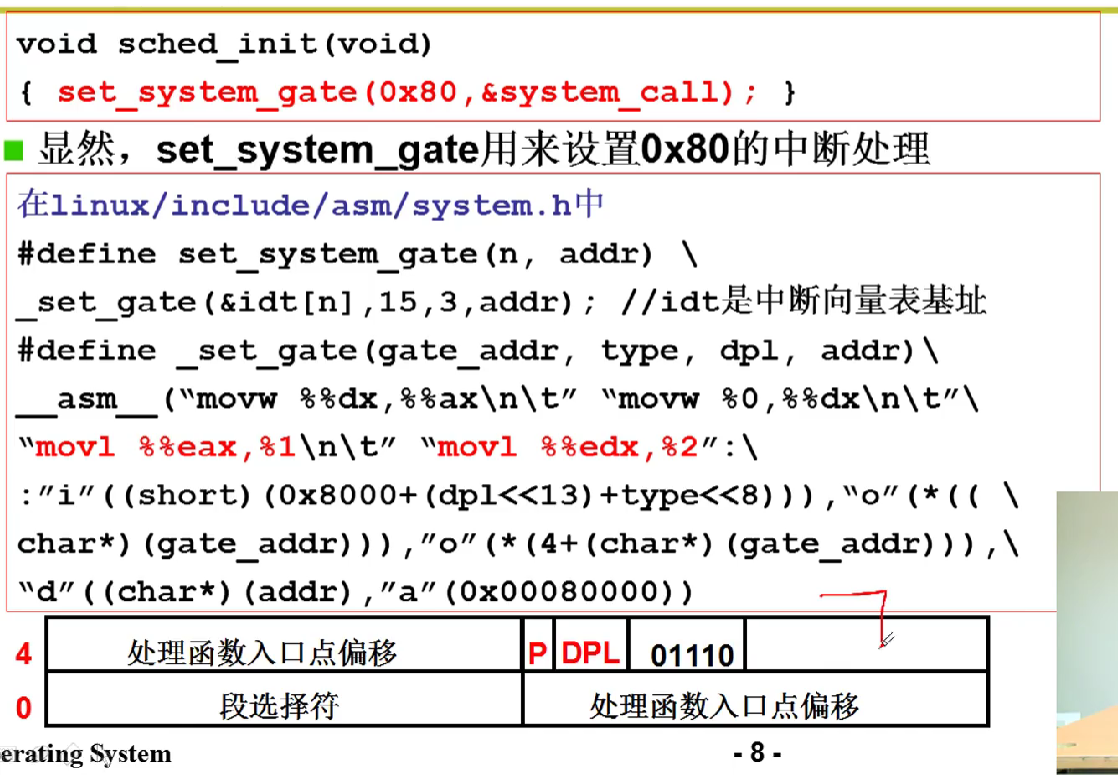 void sched_init(void)
{ set_system_gate(0x80,&system_call); }
显然，set_system_gate用来设置0x80的中断处理
在linux/include/asm/system.h中
#define set_system_gate(n, addr) \
_set_gate(&idt[n],15,3,addr); //idt是中断向量表基址
#define _set_gate(gate_addr, type, dpl, addr)\
__asm__(“movw %%dx,%%ax\n\t” “movw %0,%%dx\n\t”\
“movl %%eax,%1\n\t” “movl %%edx,%2”:\
:”i”((short)(0x8000+(dpl<<13)+type<<8))),“o”(*(( \
char*)(gate_addr))),”o”(*(4+(char*)(gate_addr))),\
“d”((char*)(addr),”a”(0x00080000))
4 处理函数入口点偏移 P DPL 01110
0 段选择符 处理函数入口点偏移
erating System - 8 -